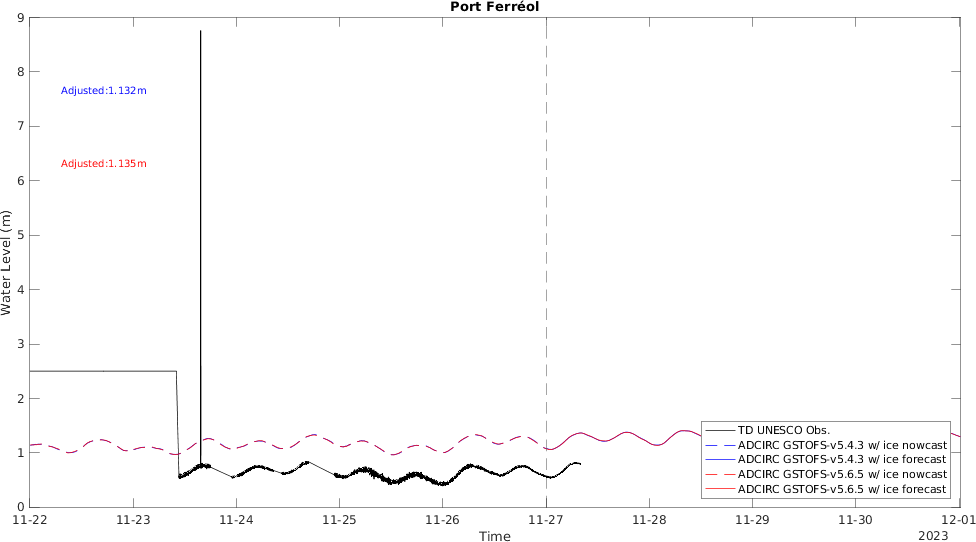 Port Ferréol
9
8
7
6
5
4
3
2
1
0
Water Level (m)
Adjusted:1.132m
Adjusted:1.135m
TD UNESCO Obs.
ADCIRC GSTOFS-v5.4.3 w/ ice nowcast
ADCIRC GSTOFS-v5.4.3 w/ ice forecast
ADCIRC GSTOFS-v5.6.5 w/ ice nowcast
ADCIRC GSTOFS-v5.6.5 w/ ice forecast
11-22 11-23 11-24 11-25 11-26 11-27 11-28 11-29 11-30 12-01
Time
2023